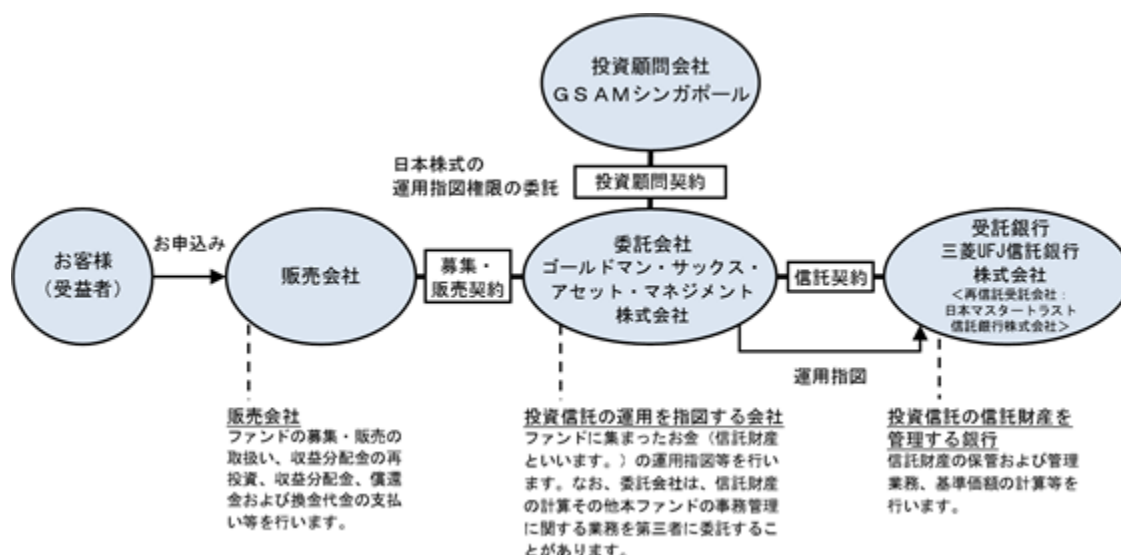 投資顧問会社
GSAMシンガポール
日本株式の
運用指図権限の委託
投資顧問契約
お客様
（受益者）
お申込み
販売会社
募集・
販売契約
委託会社
ゴールドマン・サックス・
アセット・マネジメント
株式会社
信託契約
受託銀行
三菱UFJ信託銀行
株式会社
＜再信託受託会社：
日本マスタートラスト
信託銀行株式会社＞
運用指図
販売会社
ファンドの募集・販売の
取扱い、収益分配金の再
投資、収益分配金、償還
金および換金代金の支払
い等を行います。
投資信託の運用を指図する会社
ファンドに集まったお金（信託財産
といいます。）の運用指図等を行い
ます。なお、委託会社は、信託財産
の計算その他本ファンドの事務管理
に関する業務を第三者に委託するこ
とがあります。
投資信託の信託財産を
管理する銀行
信託財産の保管および管理
業務、基準価額の計算等を
行います。